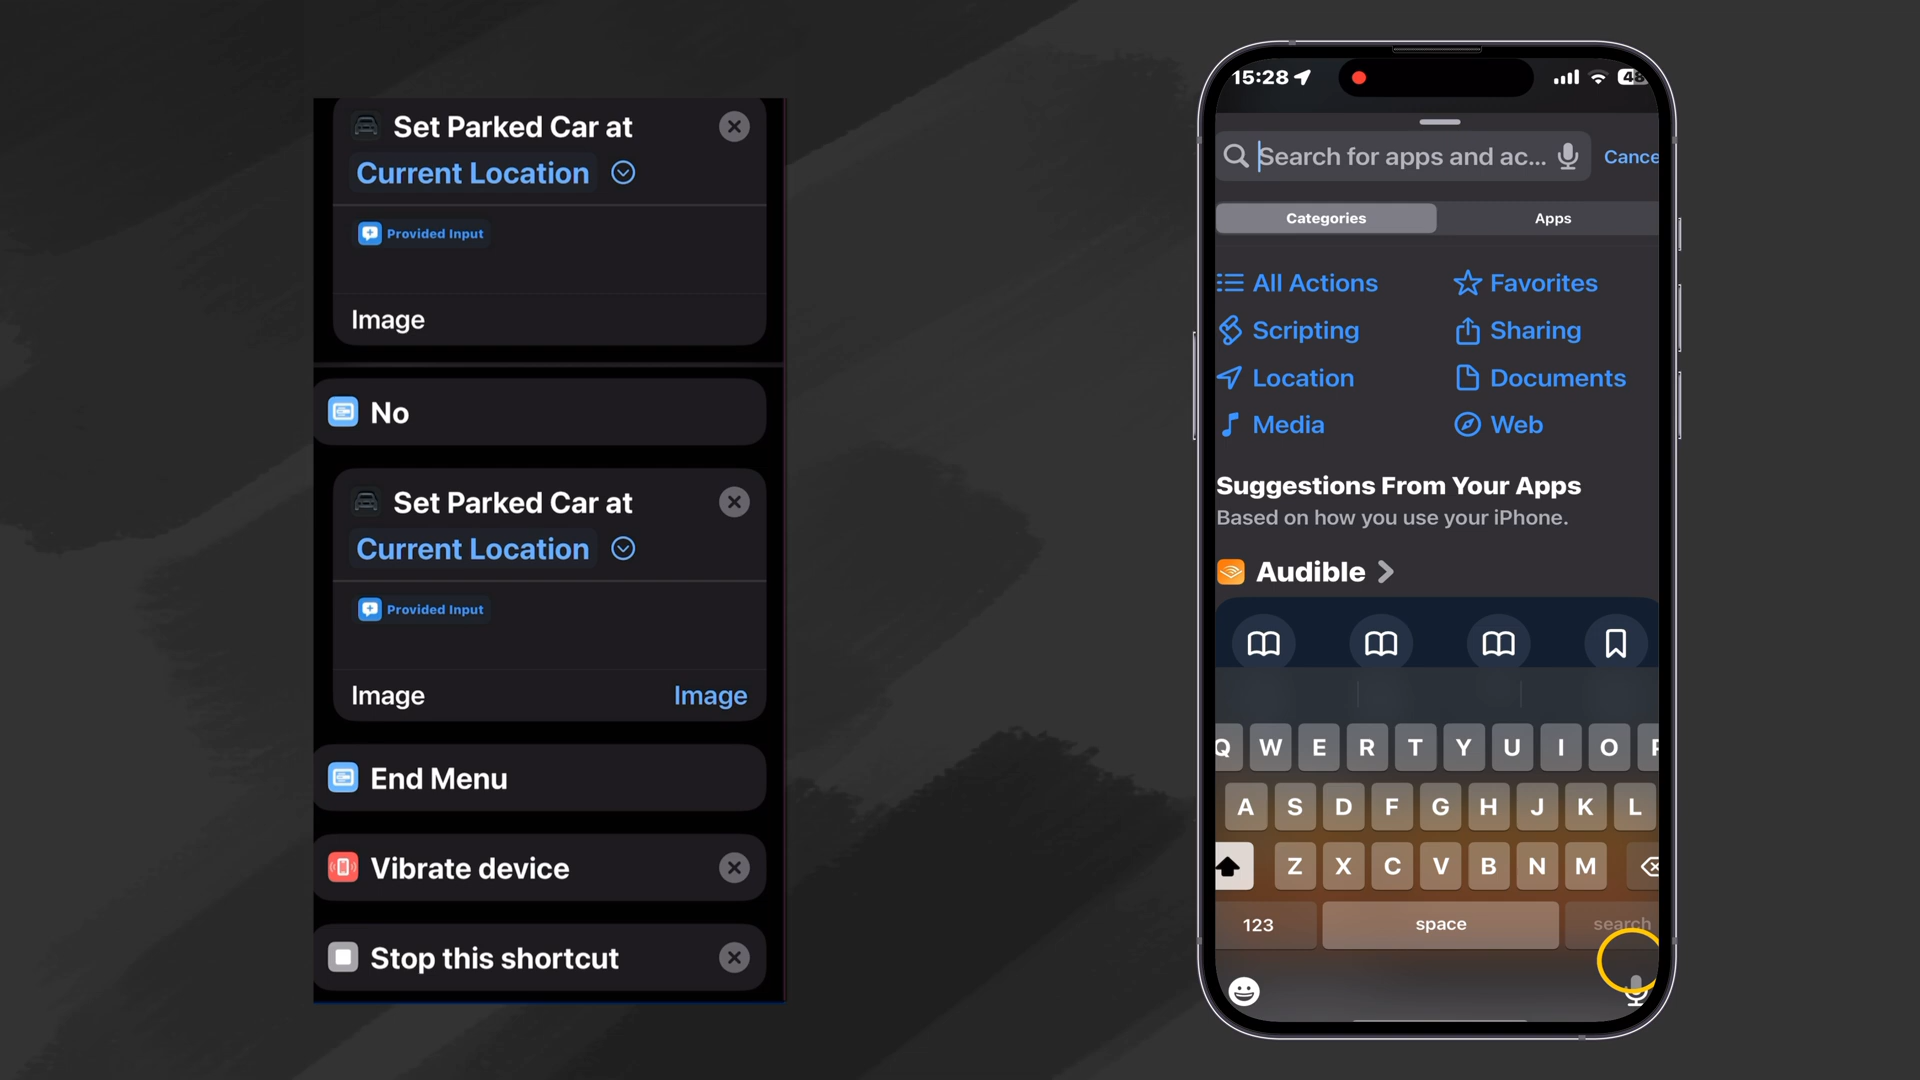 Set Parked Car at
Current Location
Provided Input
Image
No
Set Parked Car at
Current Location
Provided Input
Image Image
End Menu
Vibrate device
Stop this shortcut
15:28
Search for apps and ac...
Cance
Categories Apps
All Actions Favorites
Scripting Sharing
Location Documents
Media Web
Suggestions From Your Apps
Based on how you use your iPhone.
Audible
Q W E R T Y U I O P
A S D F G H J K L
Z X C V B N M
123 space search